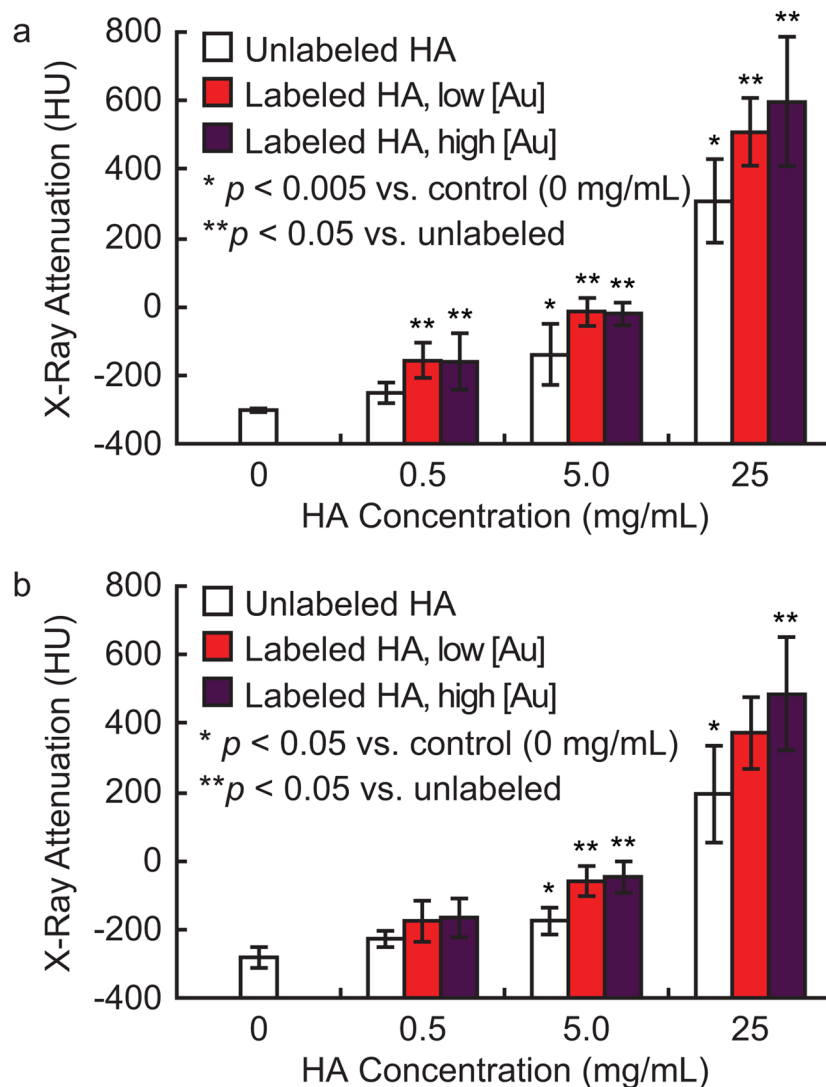 a
800
600
400
200
0
-200
-400
X-Ray Attenuation (HU)
Unlabeled HA
Labeled HA, low [Au]
Labeled HA, high [Au]
* p < 0.005 vs. control (0 mg/mL)
**p < 0.05 vs. unlabeled
** ** * ** ** * ** **
0 0.5 5.0 25
HA Concentration (mg/mL)
b
800
600
400
200
0
-200
-400
X-Ray Attenuation (HU)
Unlabeled HA
Labeled HA, low [Au]
Labeled HA, high [Au]
* p < 0.05 vs. control (0 mg/mL)
**p < 0.05 vs. unlabeled
* ** ** * **
0 0.5 5.0 25
HA Concentration (mg/mL)